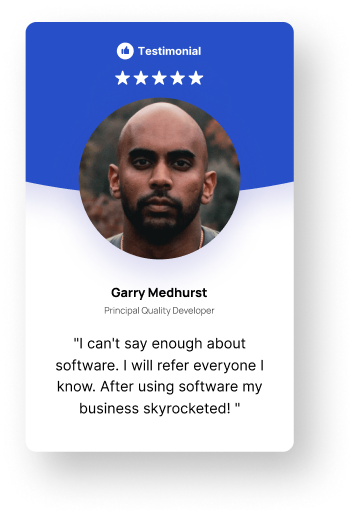 Testimonial
Garry Medhurst
Principal Quality Developer
"I can't say enough about
software. I will refer everyone I
know. After using software my
business skyrocketed! "